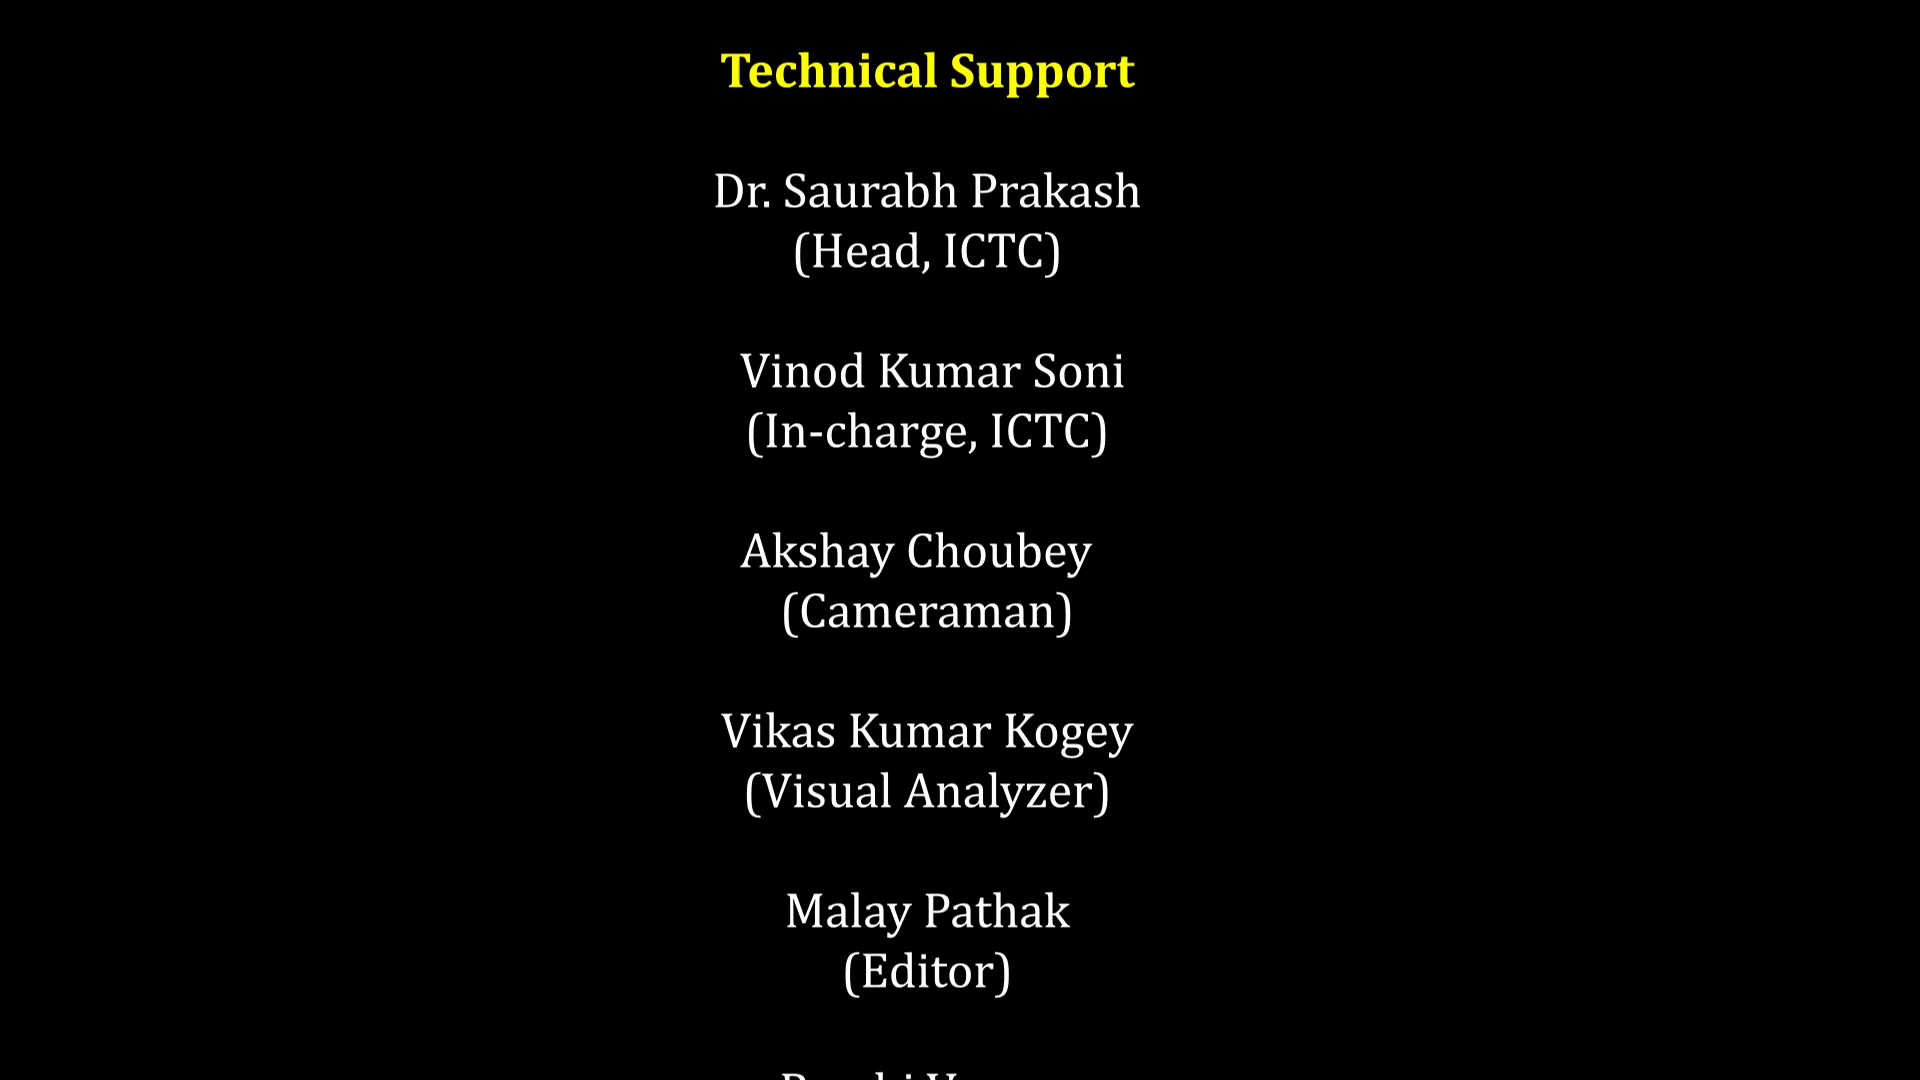 Technical Support
Dr. Saurabh Prakash
(Head, ICTC)
Vinod Kumar Soni
(In-charge, ICTC)
Akshay Choubey
(Cameraman)
Vikas Kumar Kogey
(Visual Analyzer)
Malay Pathak
(Editor)